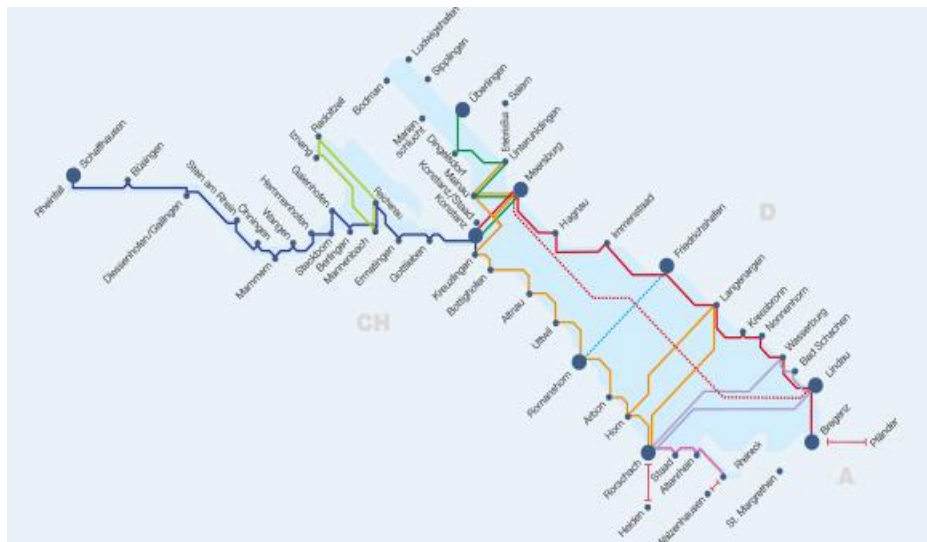 Ludwigshafen
Sipplingen
Bodman
Überlingen
Salem
Marien
schlucht
Dingelsdorf
Unteruhldingen
Mainau
Meersburg
Konstanz/Staad
Konstanz
Radolfzell
Iznang
Gaienhofen
Reichenau
Hemmenhofen
Schaffhausen
Rheinfall
Büsingen
Diessenhofen/Gailingen
Stein am Rhein
Öhningen
Wangen
Mammern
Steckborn
Berlingen
Mannenbach
Ermatingen
Gottlieben
Kreuzlingen
Bottighofen
Hagnau
Immenstaad
Friedrichshafen
D
Langenargen
Kressbronn
Nonnenhorn
Wasserburg
Bad Schachen
Lindau
Altnau
Uttwil
CH
Romanshorn
Arbon
Horn
Rorschach
Staad
Altenrhein
Rheineck
Bregenz
Pfänder
A
Heiden
Walzenhausen
St. Margrethen